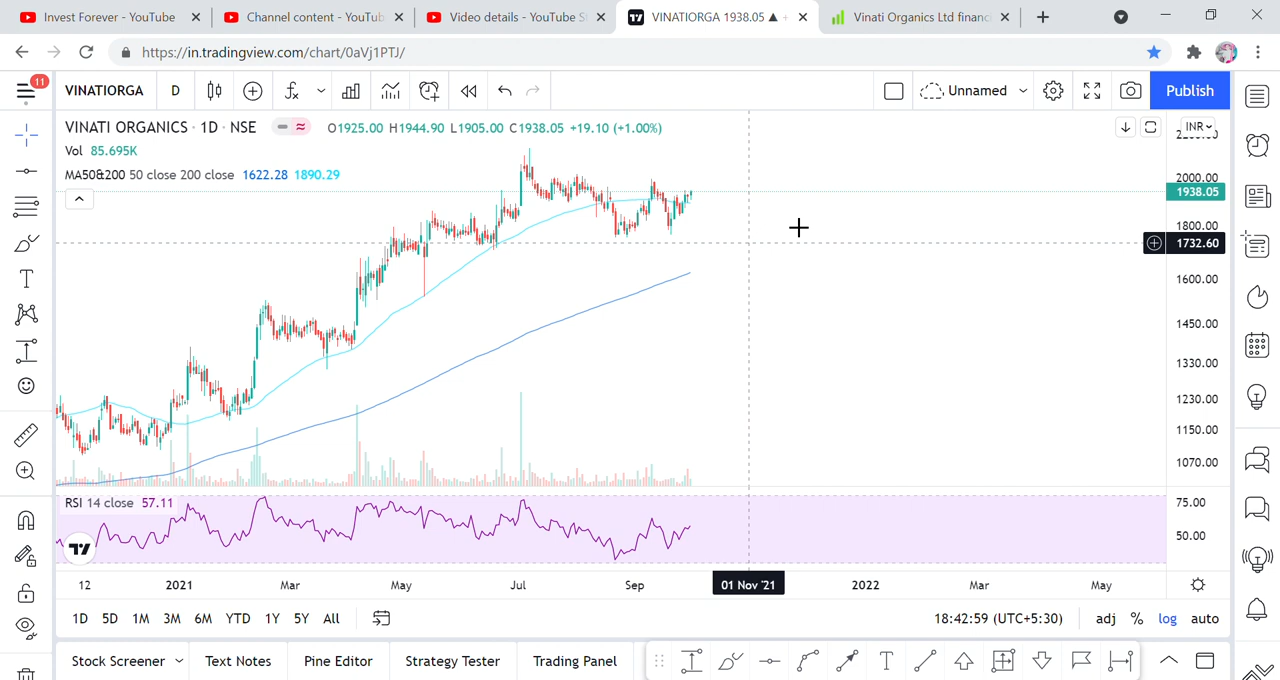 Invest Forever - YouTube
Channel content - YouTub
Video details - YouTube S
VINATIORGA 1938.05 ▲ +
Vinati Organics Ltd financ
https://in.tradingview.com/chart/0aVj1PTJ/
11
VINATIORGA
D
Unnamed
Publish
VINATI ORGANICS · 1D · NSE
O1925.00 H1944.90 L1905.00 C1938.05 +19.10 (+1.00%)
INR
Vol 85.695K
MA50&200 50 close 200 close 1622.28 1890.29
2000.00
1938.05
1800.00
1732.60
1600.00
1450.00
1330.00
1230.00
1150.00
1070.00
RSI 14 close 57.11
75.00
50.00
12 2021 Mar May Jul Sep 01 Nov '21 2022 Mar May
1D 5D 1M 3M 6M YTD 1Y 5Y All
18:42:59 (UTC+5:30)
adj % log auto
Stock Screener
Text Notes
Pine Editor
Strategy Tester
Trading Panel
T